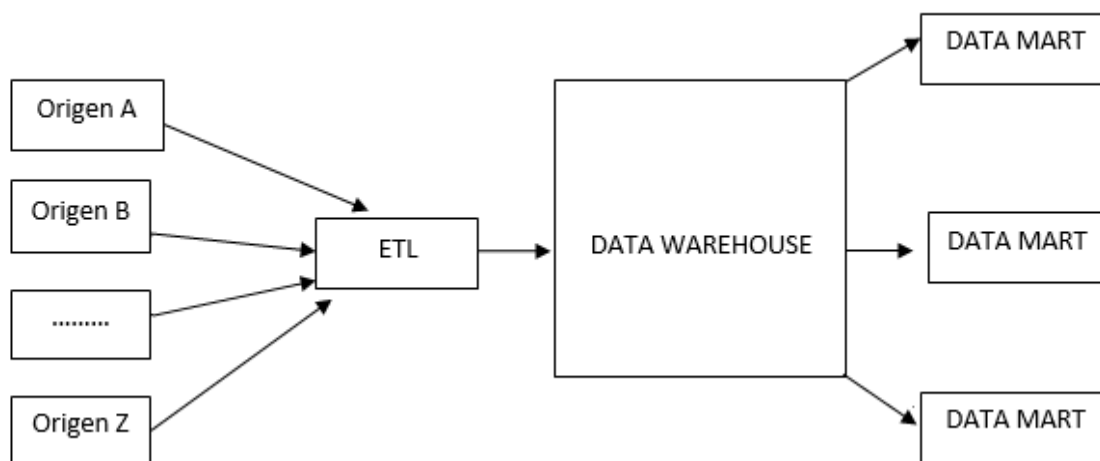 Origen A
Origen B
.........
Origen Z
ETL
DATA WAREHOUSE
DATA MART
DATA MART
DATA MART